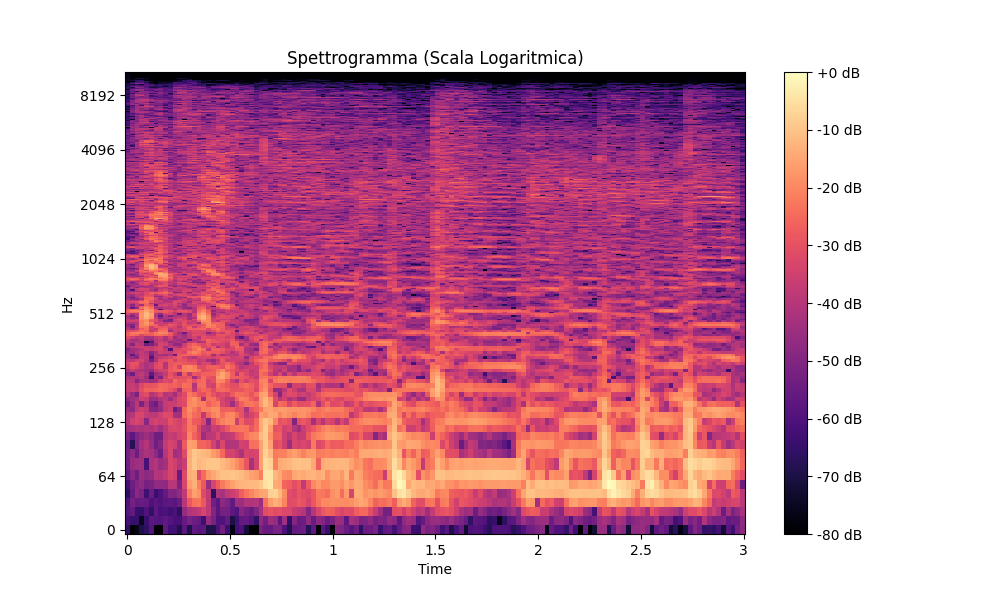 Spettrogramma (Scala Logaritmica)
Hz
8192
4096
2048
1024
512
256
128
64
0
0
0.5
1
1.5
2
2.5
3
Time
+0 dB
-10 dB
-20 dB
-30 dB
-40 dB
-50 dB
-60 dB
-70 dB
-80 dB